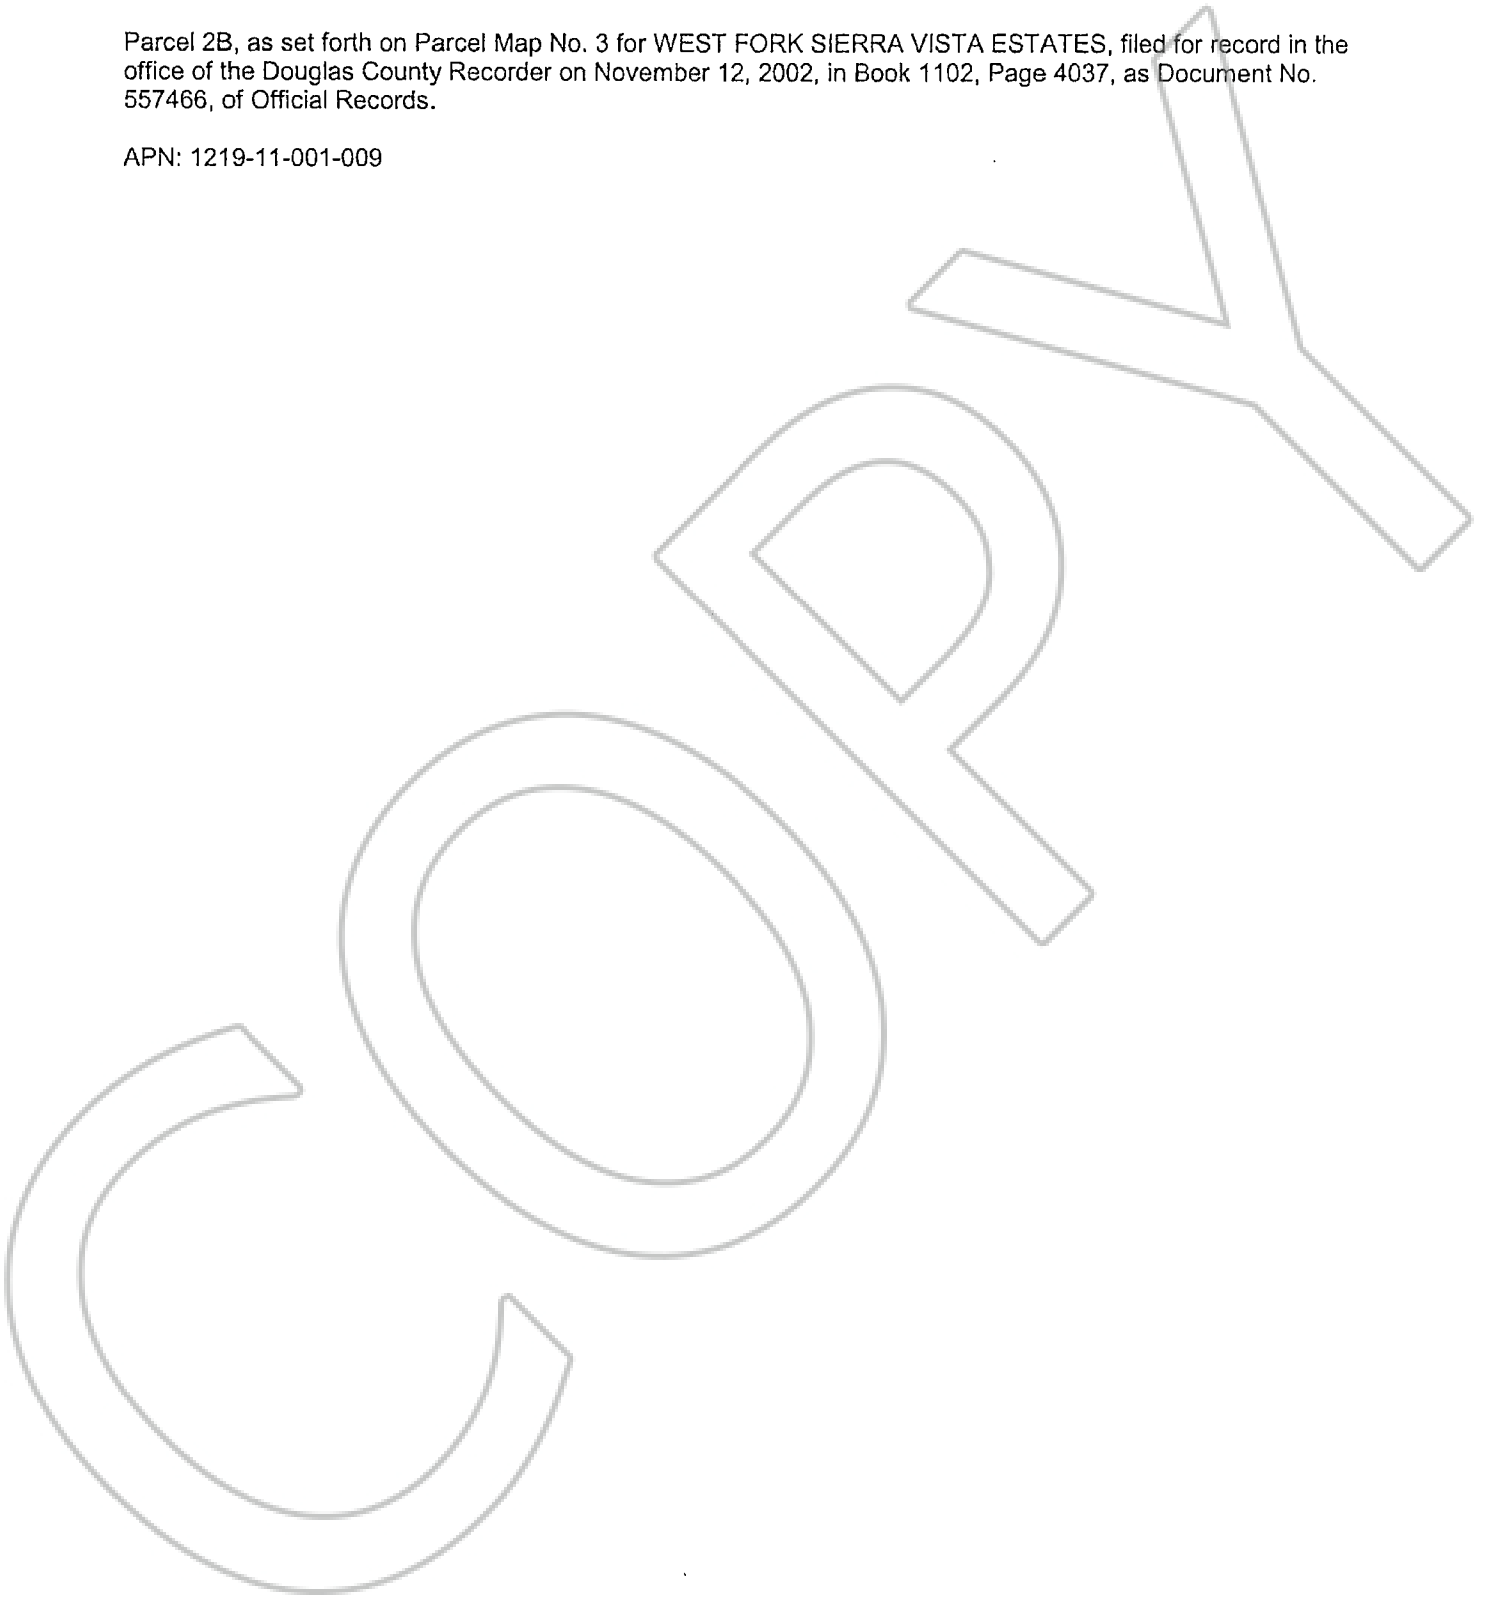 Parcel 2B, as set forth on Parcel Map No. 3 for WEST FORK SIERRA VISTA ESTATES, filed for record in the
office of the Douglas County Recorder on November 12, 2002, in Book 1102, Page 4037, as Document No.
557466, of Official Records.
APN: 1219-11-001-009
COPY